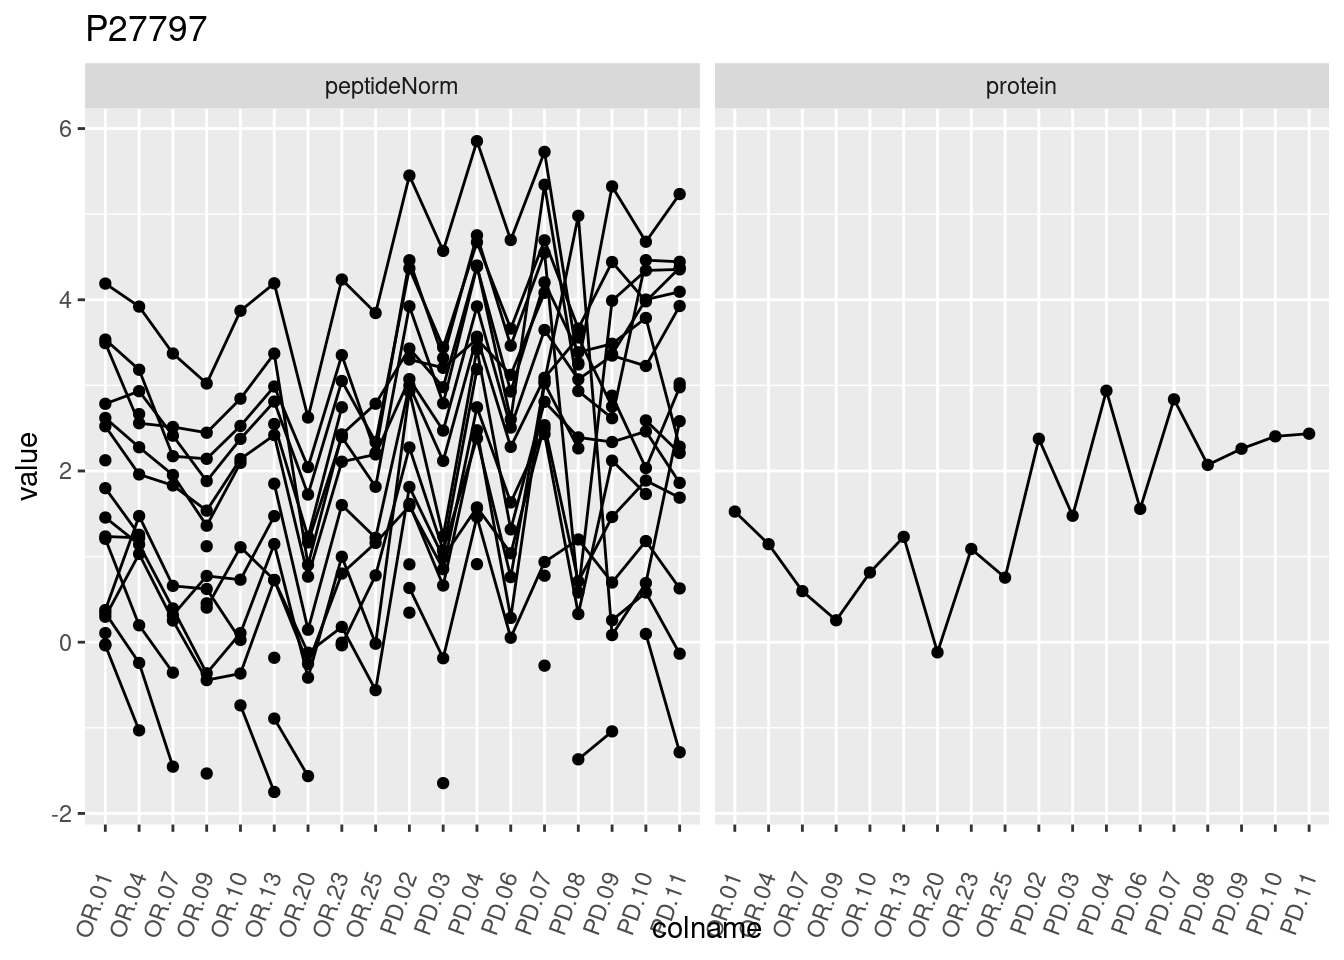 P27797
peptideNorm protein
6
4
2
0
-2
value
OR.01 OR.04 OR.07 OR.09 OR.10 OR.13 OR.20 OR.23 OR.25 PD.02 PD.03 PD.04 PD.06 PD.07 PD.08 PD.09 PD.10 PD.11 OR.01 OR.04 OR.07 OR.09 OR.10 OR.13 OR.20 OR.23 OR.25 PD.02 PD.03 PD.04 PD.06 PD.07 PD.08 PD.09 PD.10 PD.11
colname